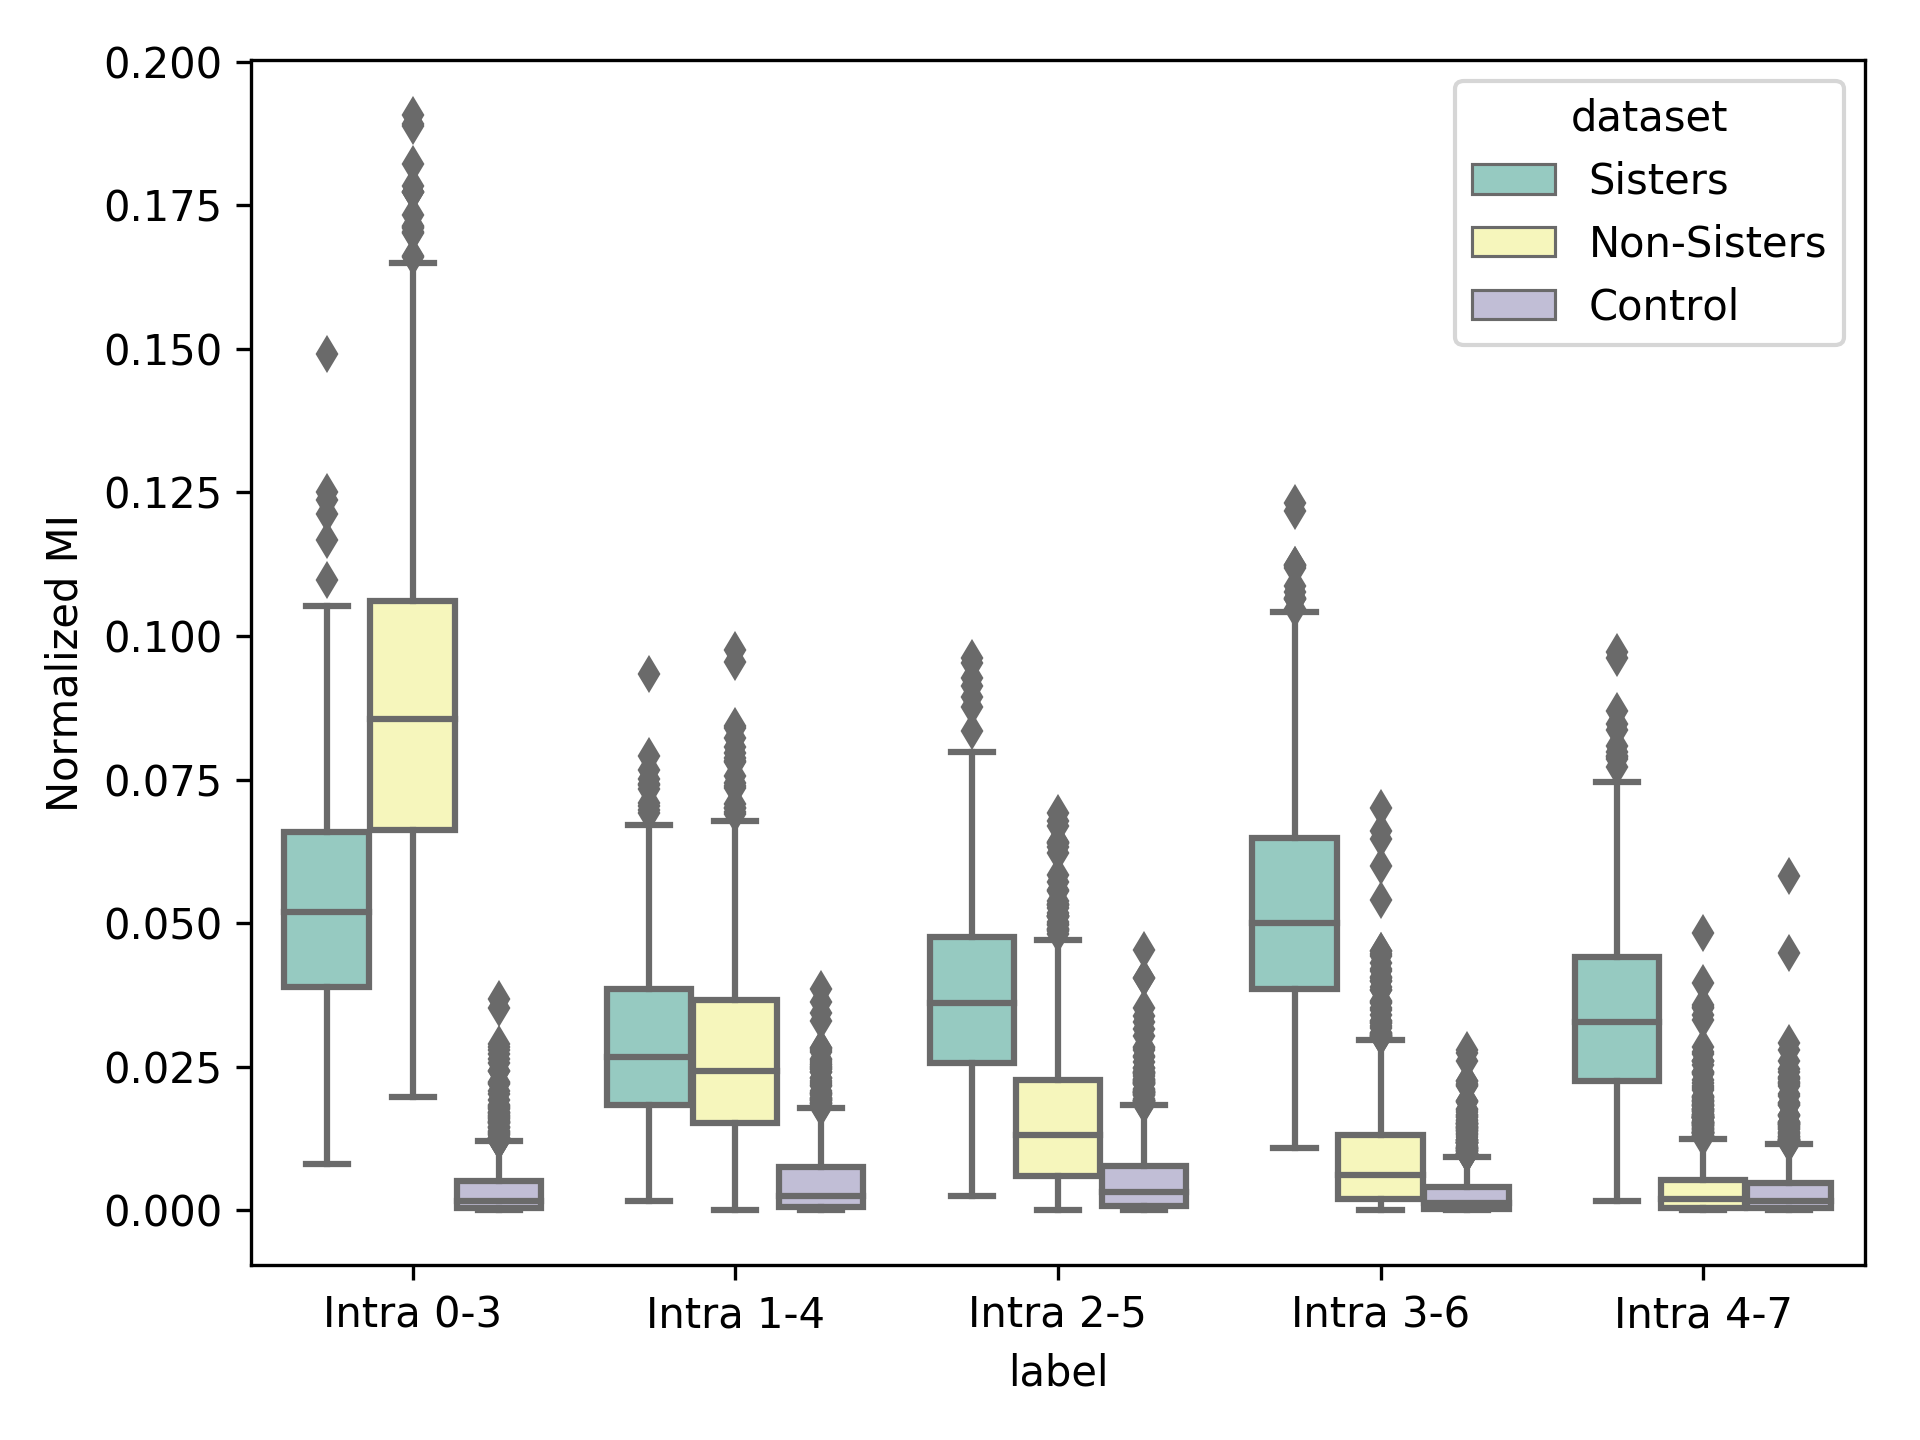 0.200
0.175
0.150
0.125
0.100
0.075
0.050
0.025
0.000
Normalized MI
dataset
Sisters
Non-Sisters
Control
Intra 0-3
Intra 1-4
Intra 2-5
Intra 3-6
Intra 4-7
label